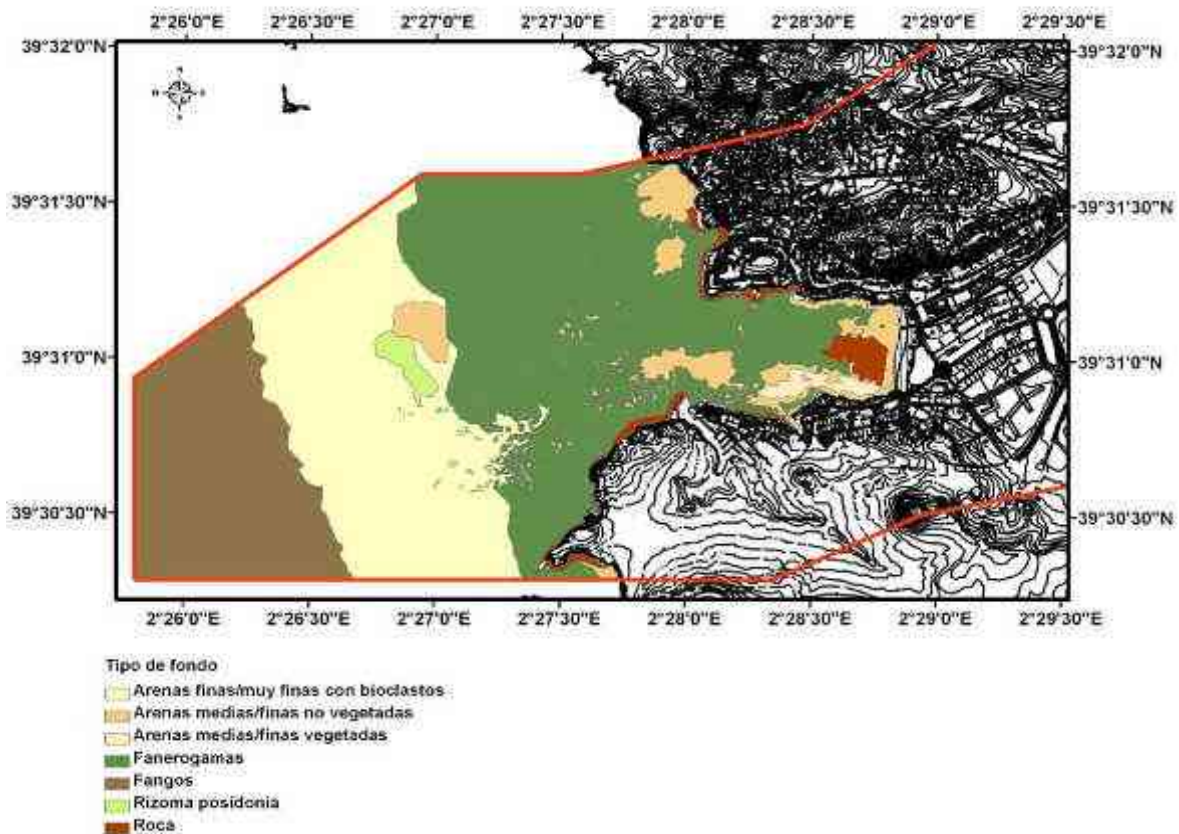 2°26'0"E 2°26'30"E 2°27'0"E 2°27'30"E 2°28'0"E 2°28'30"E 2°29'0"E 2°29'30"E
39°32'0"N 39°32'0"N
39°31'30"N 39°31'30"N
39°31'0"N 39°31'0"N
39°30'30"N 39°30'30"N
2°26'0"E 2°26'30"E 2°27'0"E 2°27'30"E 2°28'0"E 2°28'30"E 2°29'0"E 2°29'30"E
Tipo de fondo
Arenas finas/muy finas con bioclastos
Arenas medias/finas no vegetadas
Arenas medias/finas vegetadas
Fanerogamas
Fangos
Rizoma posidonia
Roca